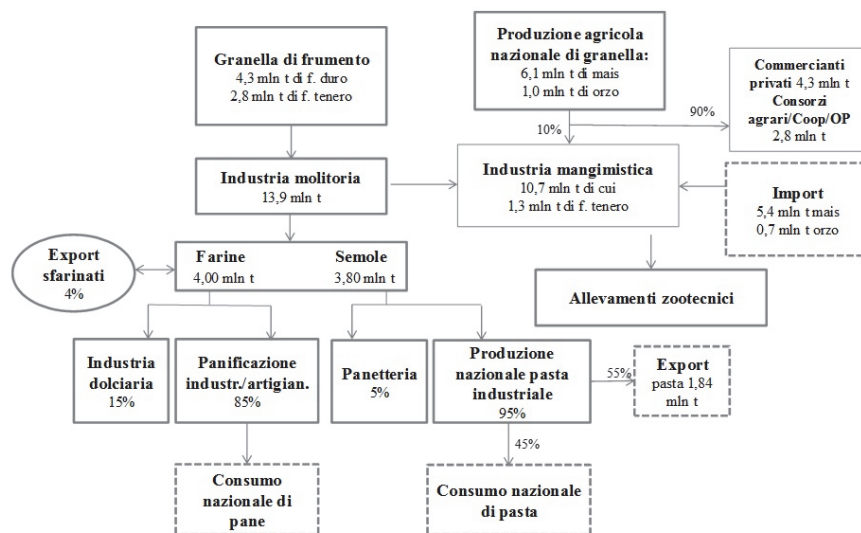 Granella di frumento
4,3 mln t di f. duro
2,8 mln t di f. tenero
Produzione agricola
nazionale di granella:
6,1 mln t di mais
1,0 mln t di orzo
Commercianti
privati 4,3 mln t
Consorzi
agrari/Coop/OP
2,8 mln t
90%
10%
Industria molitoria
13,9 mln t
Industria mangimistica
10,7 mln t di cui
1,3 mln t di f. tenero
Import
5,4 mln t mais
0,7 mln t orzo
Export
sfarinati
4%
Farine
4,00 mln t
Semole
3,80 mln t
Allevamenti zootecnici
Industria
dolciaria
15%
Panificazione
industr./artigian.
85%
Panetteria
5%
Produzione
nazionale pasta
industriale
95%
55%
Export
pasta 1,84
mln t
45%
Consumo
nazionale di
pane
Consumo nazionale
di pasta